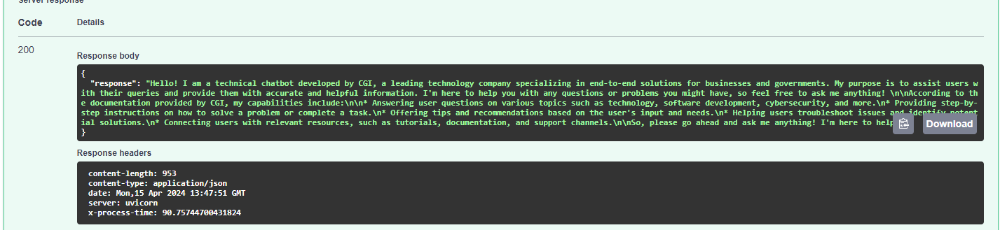 Server response
Code Details
200
Response body
{
"response": "Hello! I am a technical chatbot developed by CGI, a leading technology company specializing in end-to-end solutions for businesses and governments. My purpose is to assist users w
ith their queries and provide them with accurate and helpful information. I'm here to help you with any questions or problems you might have, so feel free to ask me anything! \n\nAccording to th
e documentation provided by CGI, my capabilities include:\n\n* Answering user questions on various topics such as technology, software development, cybersecurity, and more.\n* Providing step-by-
step instructions on how to solve a problem or complete a task.\n* Offering tips and recommendations based on the user's input and needs.\n* Helping users troubleshoot issues and identify potent
ial solutions.\n* Connecting users with relevant resources, such as tutorials, documentation, and support channels.\n\nSo, please go ahead and ask me anything! I'm here to help
}
Download
Response headers
content-length: 953
content-type: application/json
date: Mon,15 Apr 2024 13:47:51 GMT
server: uvicorn
x-process-time: 90.75744700431824